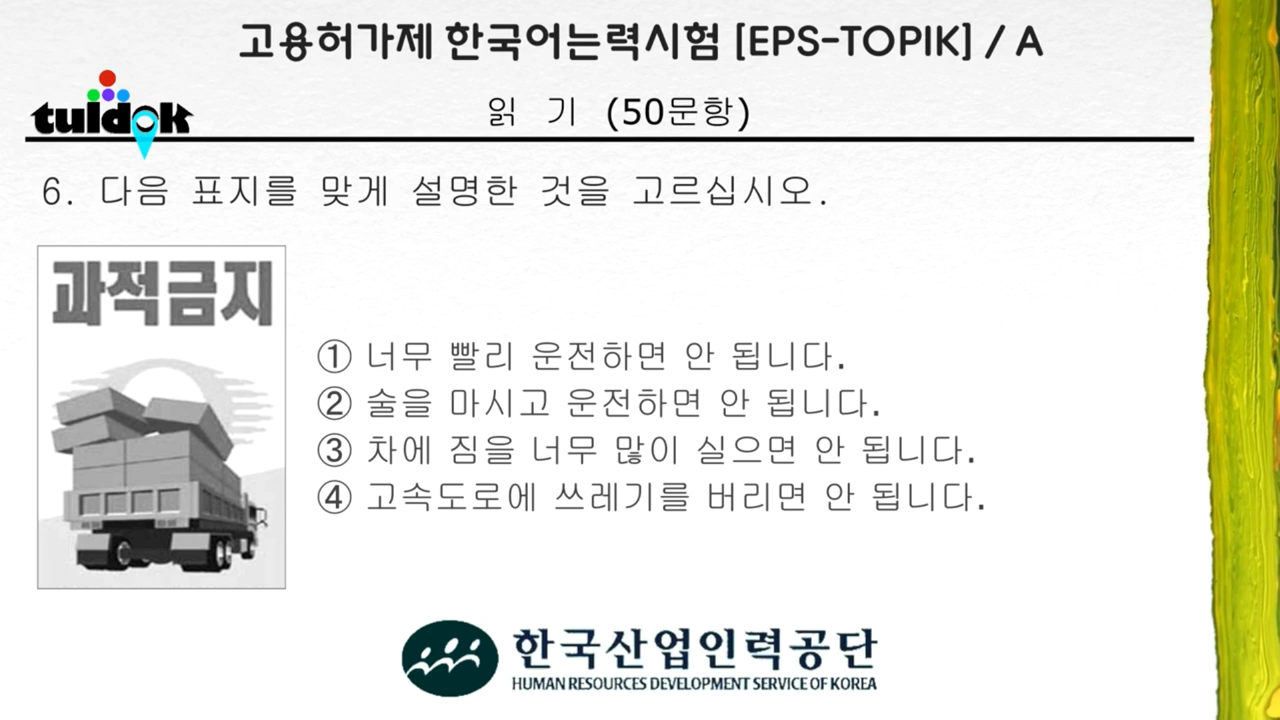 고용허가제 한국어능력시험 [EPS-TOPIK] / A
tuidok
읽 기 (50문항)
6. 다음 표지를 맞게 설명한 것을 고르십시오.
과적금지
① 너무 빨리 운전하면 안 됩니다.
② 술을 마시고 운전하면 안 됩니다.
③ 차에 짐을 너무 많이 실으면 안 됩니다.
④ 고속도로에 쓰레기를 버리면 안 됩니다.
한국산업인력공단
HUMAN RESOURCES DEVELOPMENT SERVICE OF KOREA